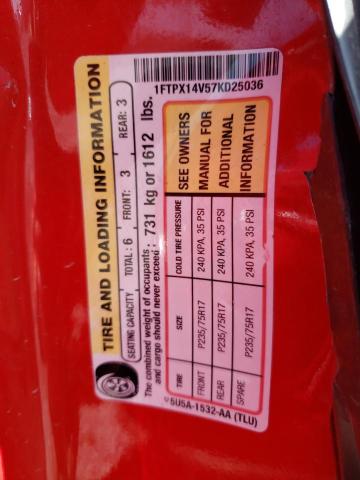 TIRE AND LOADING INFORMATION
SEATING CAPACITY TOTAL: 6 FRONT: 3 REAR: 3
The combined weight of occupants
and cargo should never exceed: 731 kg or 1612 lbs.
TIRE SIZE COLD TIRE PRESSURE SEE OWNERS
FRONT P235/75R17 240 KPA, 35 PSI MANUAL FOR
REAR P235/75R17 240 KPA, 35 PSI ADDITIONAL
SPARE P235/75R17 240 KPA, 35 PSI INFORMATION
5U5A-1532-AA (TLU)
1FTPX14V57KD25036